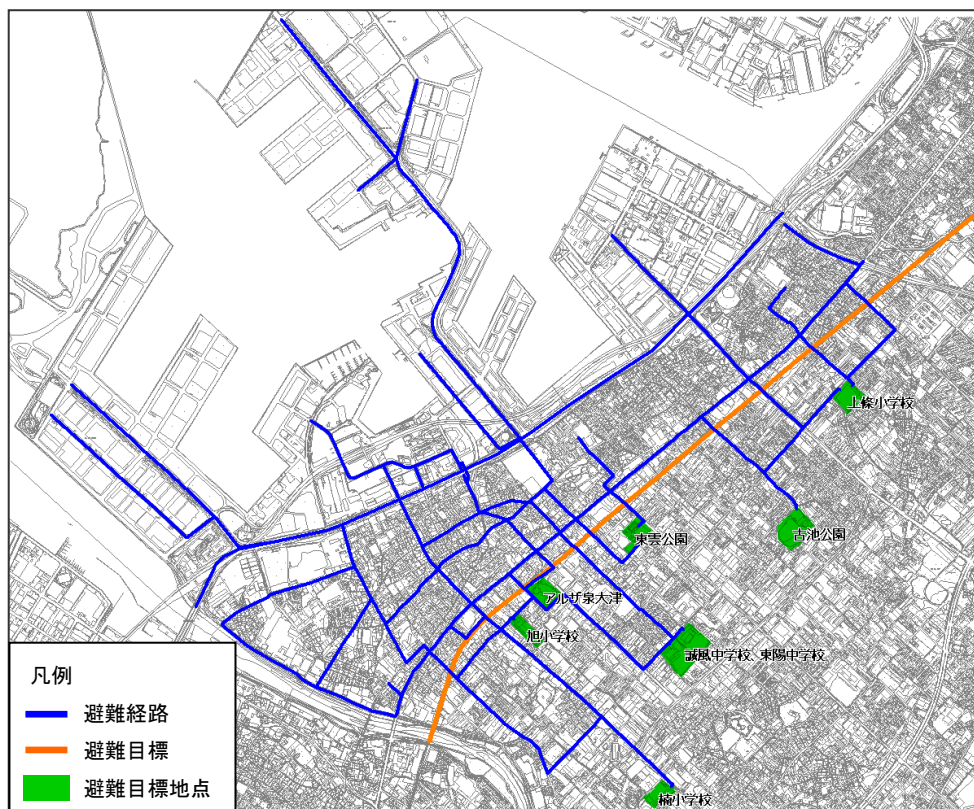 上條小学校
古池公園
東雲公園
アルザ泉大津
旭小学校
誠風中学校、東陽中学校
楠小学校
凡例
避難経路
避難目標
避難目標地点